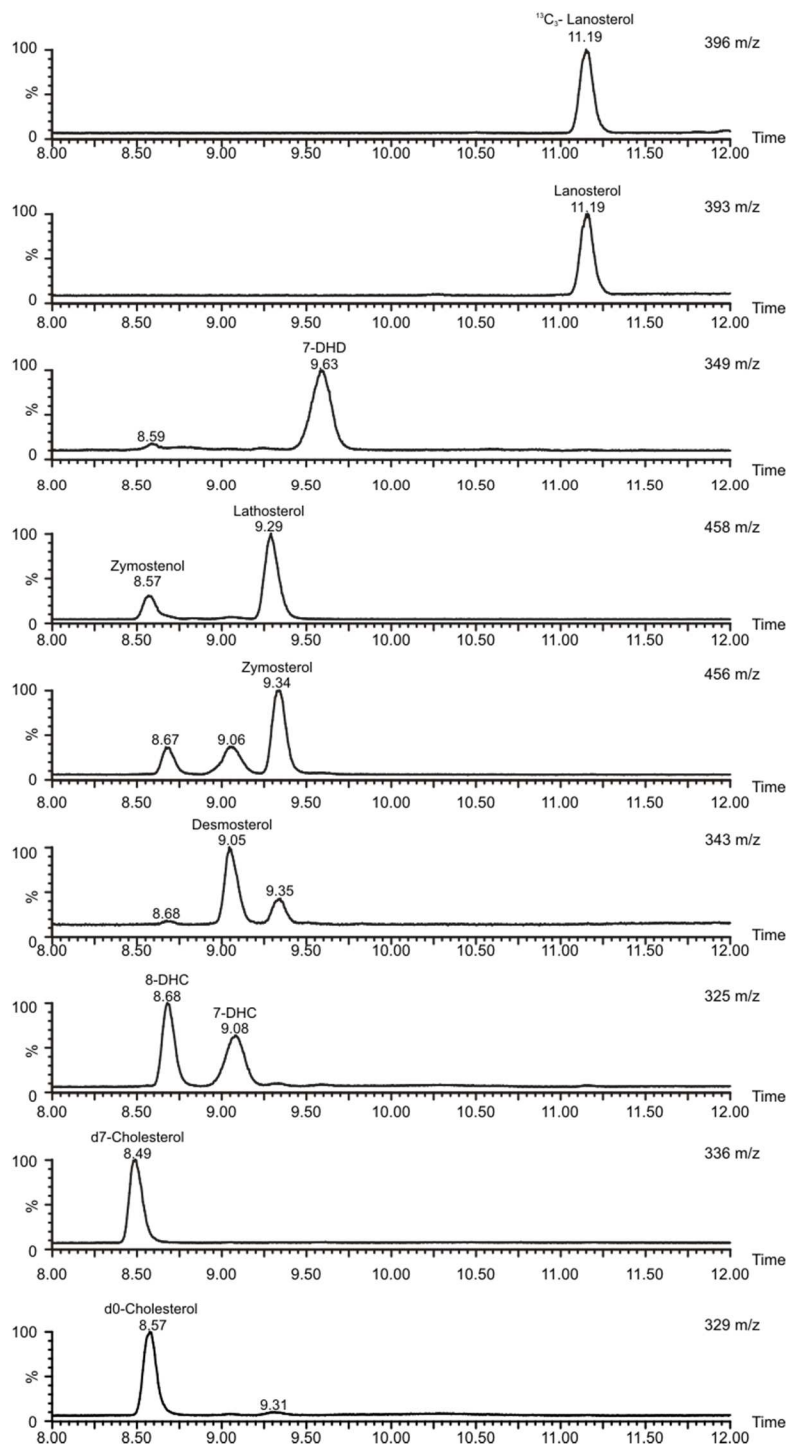 ¹³C₃- Lanosterol
11.19
396 m/z
100
%
0
8.00 8.50 9.00 9.50 10.00 10.50 11.00 11.50 12.00 Time
Lanosterol
11.19
393 m/z
100
%
0
8.00 8.50 9.00 9.50 10.00 10.50 11.00 11.50 12.00 Time
7-DHD
9.63
349 m/z
100
%
8.59
0
8.00 8.50 9.00 9.50 10.00 10.50 11.00 11.50 12.00 Time
Lathosterol
9.29
458 m/z
100
Zymostenol
8.57
%
0
8.00 8.50 9.00 9.50 10.00 10.50 11.00 11.50 12.00 Time
Zymosterol
9.34
456 m/z
100
%
8.67 9.06
0
8.00 8.50 9.00 9.50 10.00 10.50 11.00 11.50 12.00 Time
Desmosterol
9.05
343 m/z
100
%
8.68 9.35
0
8.00 8.50 9.00 9.50 10.00 10.50 11.00 11.50 12.00 Time
8-DHC
8.68
325 m/z
100
7-DHC
9.08
%
0
8.00 8.50 9.00 9.50 10.00 10.50 11.00 11.50 12.00 Time
d7-Cholesterol
8.49
336 m/z
100
%
0
8.00 8.50 9.00 9.50 10.00 10.50 11.00 11.50 12.00 Time
d0-Cholesterol
8.57
329 m/z
100
%
9.31
0
8.00 8.50 9.00 9.50 10.00 10.50 11.00 11.50 12.00 Time